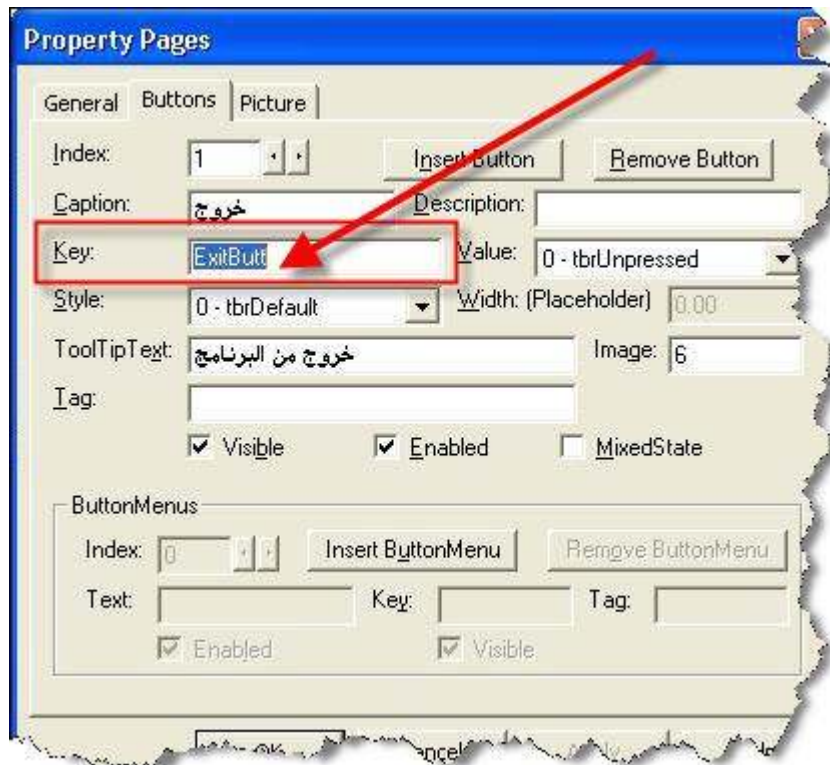 Property Pages
General Buttons Picture
Index: 1 Insert Button Remove Button
Caption: خروج Description:
Key: ExitButt Value: 0 - tbrUnpressed
Style: 0 - tbrDefault Width: (Placeholder) 0.00
ToolTipText: خروج من البرنامج Image: 6
Tag:
Visible Enabled MixedState
ButtonMenus
Index: 0 Insert ButtonMenu Remove ButtonMenu
Text: Key: Tag:
Enabled Visible
OK